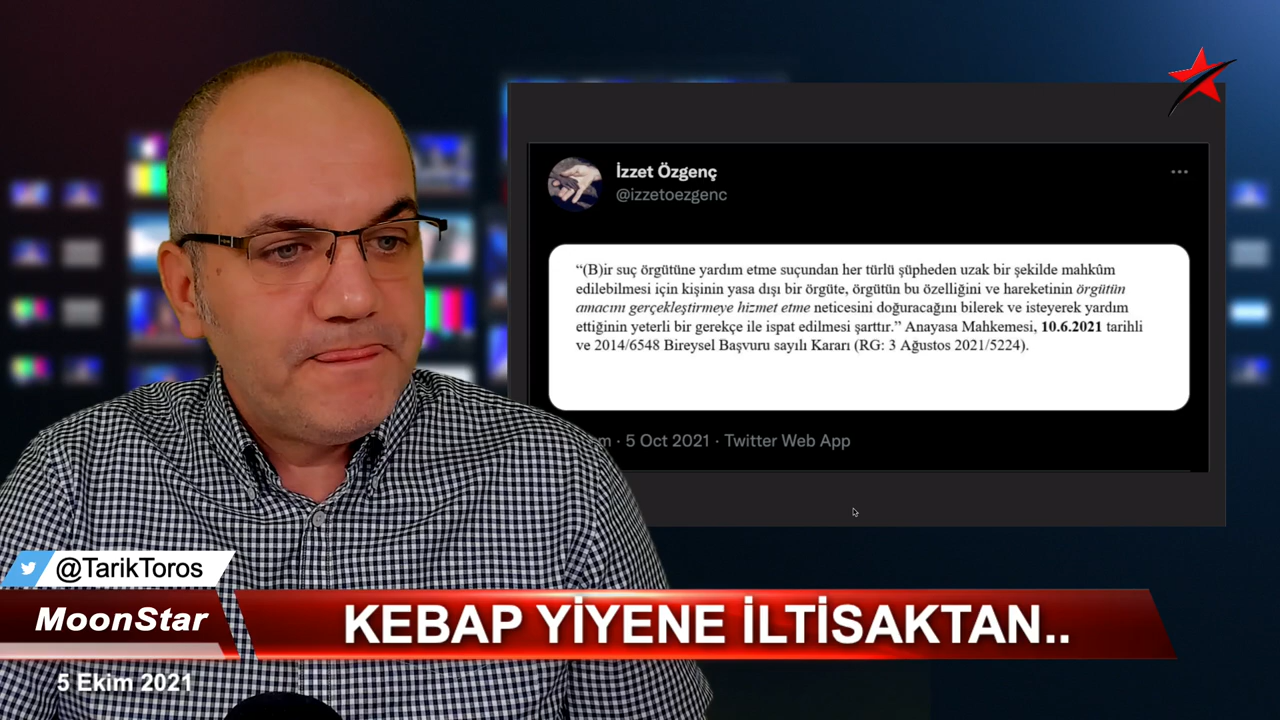 İzzet Özgenç
@izzetoezgenc
“(B)ir suç örgütüne yardım etme suçundan her türlü şüpheden uzak bir şekilde mahkûm
edilebilmesi için kişinin yasa dışı bir örgüte, örgütün bu özelliğini ve hareketinin örgütün
amacını gerçekleştirmeye hizmet etme neticesini doğuracağını bilerek ve isteyerek yardım
ettiğinin yeterli bir gerekçe ile ispat edilmesi şarttır.” Anayasa Mahkemesi, 10.6.2021 tarihli
ve 2014/6548 Bireysel Başvuru sayılı Kararı (RG: 3 Ağustos 2021/5224).
· 5 Oct 2021 · Twitter Web App
@TarikToros
MoonStar
KEBAP YİYENE İLTİSAKTAN..
5 Ekim 2021